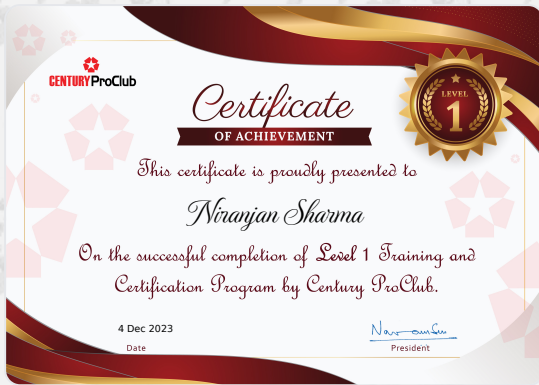 CENTURY ProClub
Certificate
OF ACHIEVEMENT
LEVEL
1
This certificate is proudly presented to
Niranjan Sharma
On the successful completion of Level 1 Training and
Certification Program by Century ProClub.
4 Dec 2023
Date
President